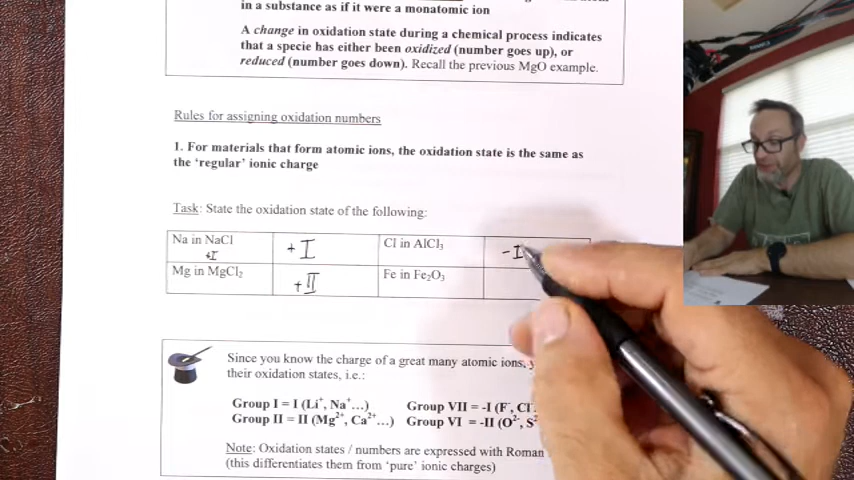 in a substance as if it were a monatomic ion
A change in oxidation state during a chemical process indicates
that a specie has either been oxidized (number goes up), or
reduced (number goes down). Recall the previous MgO example.
Rules for assigning oxidation numbers
1. For materials that form atomic ions, the oxidation state is the same as
the 'regular' ionic charge
Task: State the oxidation state of the following:
Na in NaCl +I Cl in AlCl₃ -I
+I
Mg in MgCl₂ +II Fe in Fe₂O₃
Since you know the charge of a great many atomic ions,
their oxidation states, i.e.:
Group I = I (Li⁺, Na⁺...) Group VII = -I (F⁻, Cl
Group II = II (Mg²⁺, Ca²⁺...) Group VI = -II (O²⁻, S²
Note: Oxidation states / numbers are expressed with Roman
(this differentiates them from 'pure' ionic charges)